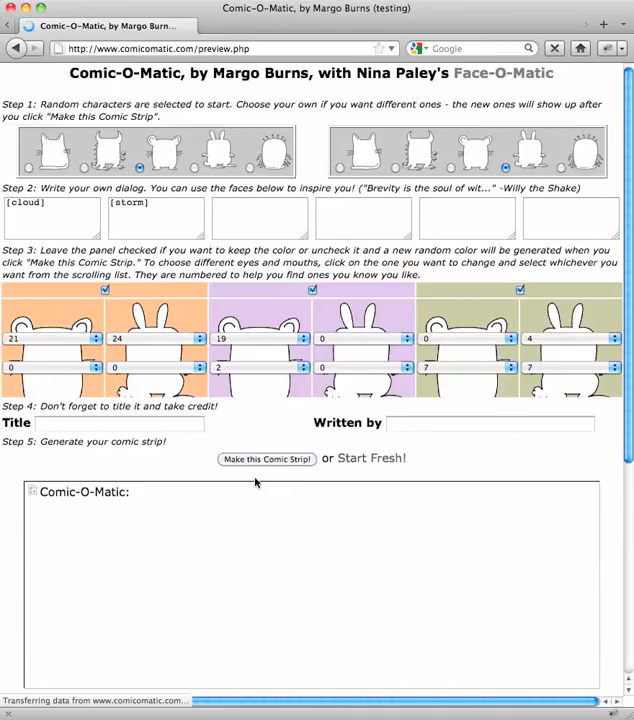 Comic-O-Matic, by Margo Burns (testing)
Comic-O-Matic, by Margo Burn...
http://www.comicomatic.com/preview.php
Google
Comic-O-Matic, by Margo Burns, with Nina Paley's Face-O-Matic
Step 1: Random characters are selected to start. Choose your own if you want different ones - the new ones will show up after
you click "Make this Comic Strip".
Step 2: Write your own dialog. You can use the faces below to inspire you! ("Brevity is the soul of wit..." -Willy the Shake)
[cloud] [storm]
Step 3: Leave the panel checked if you want to keep the color or uncheck it and a new random color will be generated when you
click "Make this Comic Strip." To choose different eyes and mouths, click on the one you want to change and select whichever you
want from the scrolling list. They are numbered to help you find ones you know you like.
21 24 19 0 0 4
0 0 2 0 7 7
Step 4: Don't forget to title it and take credit!
Title Written by
Step 5: Generate your comic strip!
Make this Comic Strip! or Start Fresh!
Comic-O-Matic:
Transferring data from www.comicomatic.com...